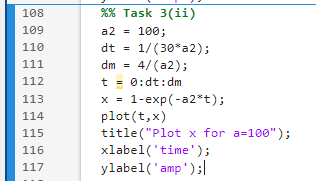 108 %% Task 3(ii)
109 a2 = 100;
110 dt = 1/(30*a2);
111 dm = 4/(a2);
112 t = 0:dt:dm
113 x = 1-exp(-a2*t);
114 plot(t,x)
115 title("Plot x for a=100");
116 xlabel('time');
117 ylabel('amp');